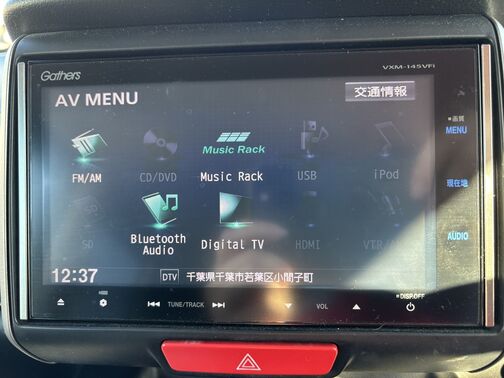 Gathers
VXM-145VFi
AV MENU
交通情報
画質
MENU
FM/AM
CD/DVD
Music Rack
Music Rack
USB
iPod
現在地
SD
Bluetooth
Audio
Digital TV
HDMI
VTR/
AUDIO
12:37
DTV
千葉県千葉市若葉区小間子町
DISP.OFF
TUNE/TRACK
VOL